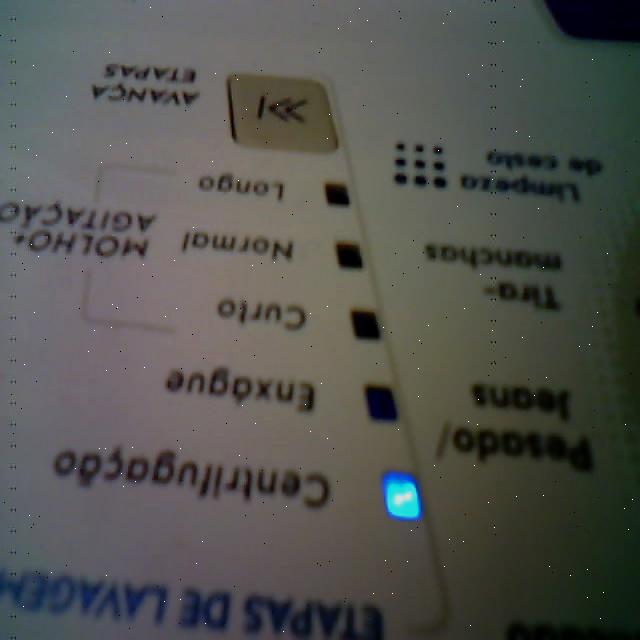 ETAPAS DE LAVAGEM
Centrifugação
Enxágue
Curto
Normal
Longo
MOLHO+
AGITAÇÃO
AVANÇA
ETAPAS
Pesado/
Jeans
Tira-
manchas
Limpeza
de cesto